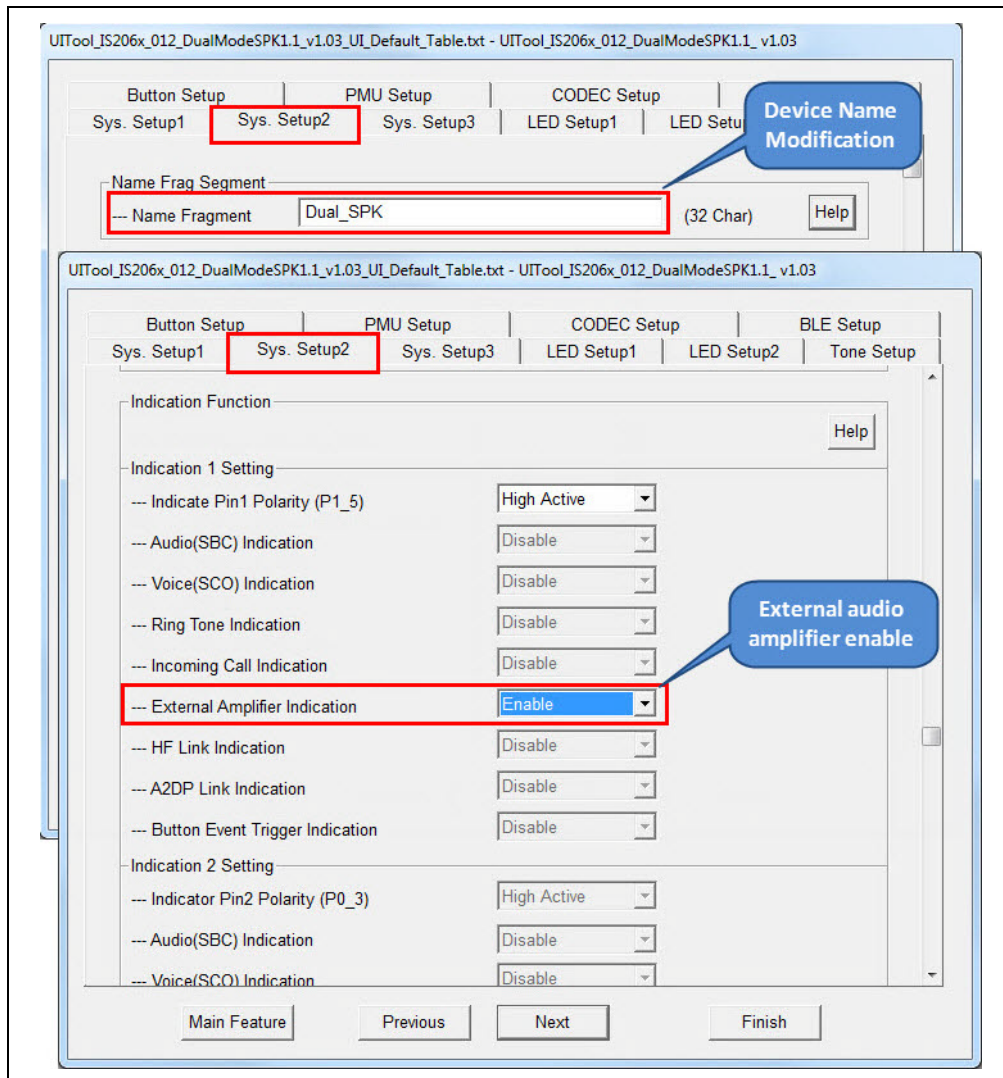 UITool_IS206x_012_DualModeSPK1.1_v1.03_UI_Default_Table.txt - UITool_IS206x_012_DualModeSPK1.1_ v1.03
Button Setup PMU Setup CODEC Setup
Sys. Setup1 Sys. Setup2 Sys. Setup3 LED Setup1 LED Setu
Device Name
Modification
Name Frag Segment
--- Name Fragment Dual_SPK (32 Char) Help
UITool_IS206x_012_DualModeSPK1.1_v1.03_UI_Default_Table.txt - UITool_IS206x_012_DualModeSPK1.1_ v1.03
Button Setup PMU Setup CODEC Setup BLE Setup
Sys. Setup1 Sys. Setup2 Sys. Setup3 LED Setup1 LED Setup2 Tone Setup
Indication Function
Help
Indication 1 Setting
--- Indicate Pin1 Polarity (P1_5) High Active
--- Audio(SBC) Indication Disable
--- Voice(SCO) Indication Disable
--- Ring Tone Indication Disable
--- Incoming Call Indication Disable
External audio
amplifier enable
--- External Amplifier Indication Enable
--- HF Link Indication Disable
--- A2DP Link Indication Disable
--- Button Event Trigger Indication Disable
Indication 2 Setting
--- Indicator Pin2 Polarity (P0_3) High Active
--- Audio(SBC) Indication Disable
--- Voice(SCO) Indication Disable
Main Feature Previous Next Finish